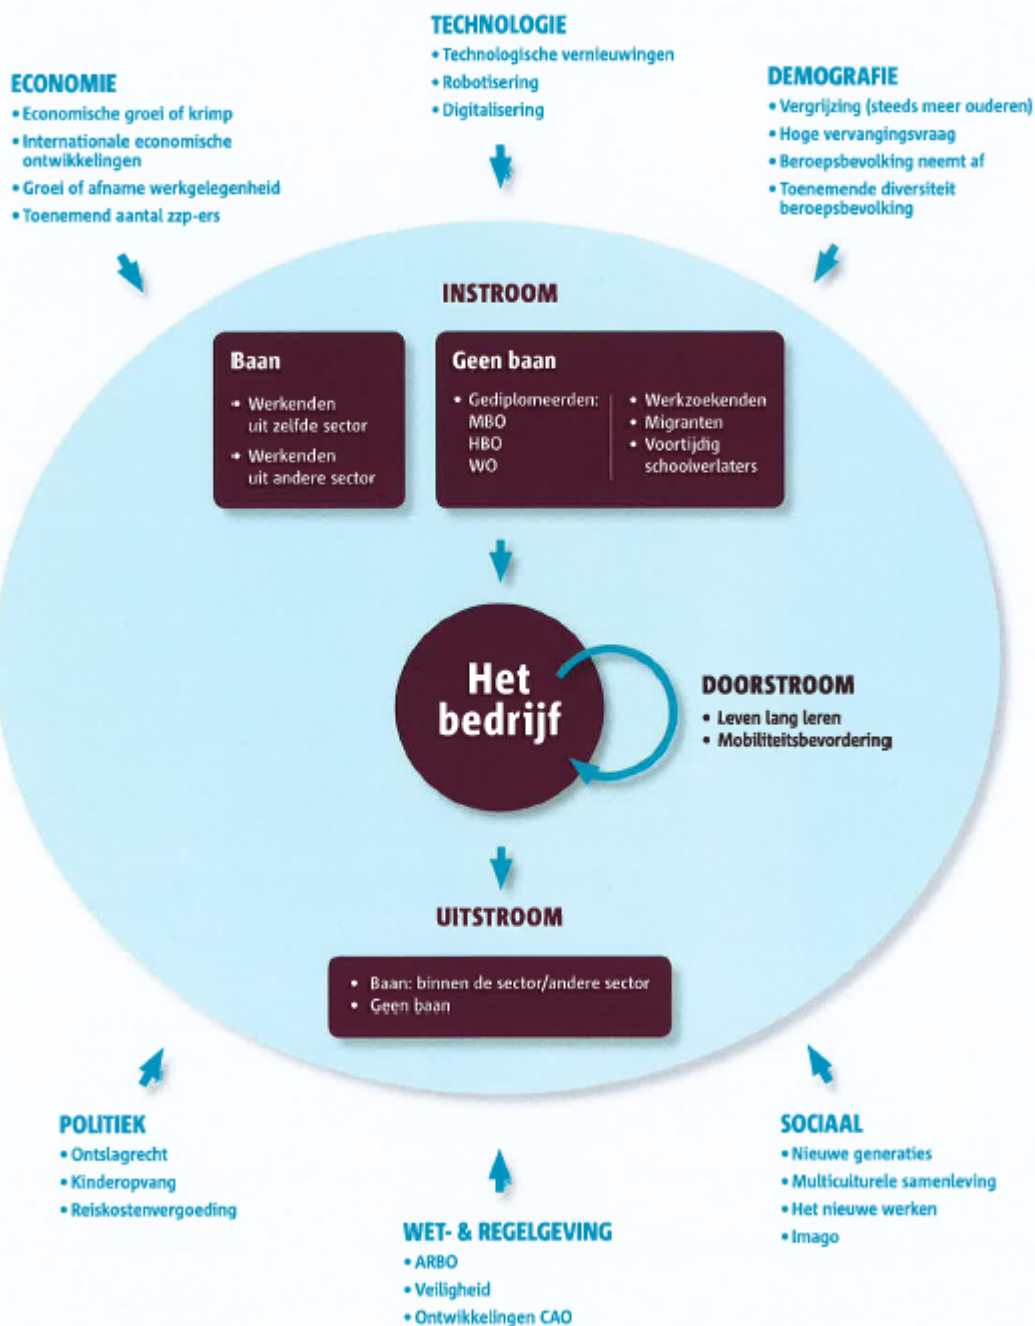 TECHNOLOGIE
• Technologische vernieuwingen
• Robotisering
• Digitalisering
ECONOMIE
• Economische groei of krimp
• Internationale economische
ontwikkelingen
• Groei of afname werkgelegenheid
• Toenemend aantal zzp-ers
DEMOGRAFIE
• Vergrijzing (steeds meer ouderen)
• Hoge vervangingsvraag
• Beroepsbevolking neemt af
• Toenemende diversiteit
beroepsbevolking
INSTROOM
Baan
• Werkenden
uit zelfde sector
• Werkenden
uit andere sector
Geen baan
• Gediplomeerden:
MBO
HBO
WO
• Werkzoekenden
• Migranten
• Voortijdig
schoolverlaters
Het
bedrijf
DOORSTROOM
• Leven lang leren
• Mobiliteitsbevordering
UITSTROOM
• Baan: binnen de sector/andere sector
• Geen baan
POLITIEK
• Ontslagrecht
• Kinderopvang
• Reiskostenvergoeding
WET- & REGELGEVING
• ARBO
• Veiligheid
• Ontwikkelingen CAO
SOCIAAL
• Nieuwe generaties
• Multiculturele samenleving
• Het nieuwe werken
• Imago